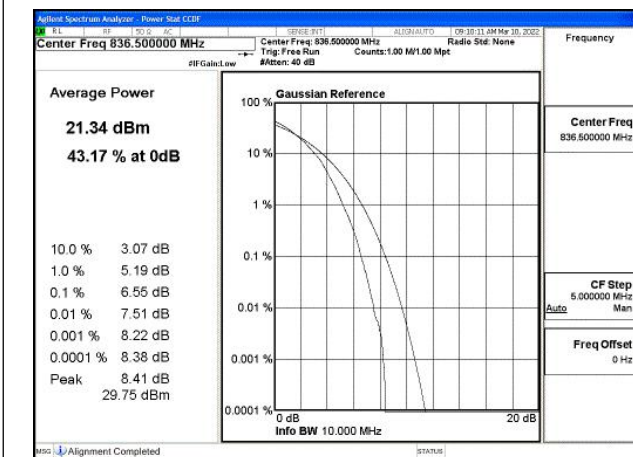 Agilent Spectrum Analyzer - Power Stat CCDF
RL RF 50 Ω AC SENSE:INT ALIGNAUTO 09:10:11 AM Mar 10, 2022
Center Freq 836.500000 MHz Center Freq: 836.500000 MHz Radio Std: None Frequency
Trig: Free Run Counts:1.00 M/1.00 Mpt
#IFGain:Low #Atten: 40 dB
Average Power
21.34 dBm
43.17 % at 0dB
10.0 % 3.07 dB
1.0 % 5.19 dB
0.1 % 6.55 dB
0.01 % 7.51 dB
0.001 % 8.22 dB
0.0001 % 8.38 dB
Peak 8.41 dB
29.75 dBm
Gaussian Reference
100 %
10 %
1 %
0.1 %
0.01 %
0.001 %
0.0001 %
0 dB 20 dB
Info BW 10.000 MHz
Center Freq
836.500000 MHz
CF Step
5.000000 MHz
Auto Man
Freq Offset
0 Hz
MSG Alignment Completed STATUS